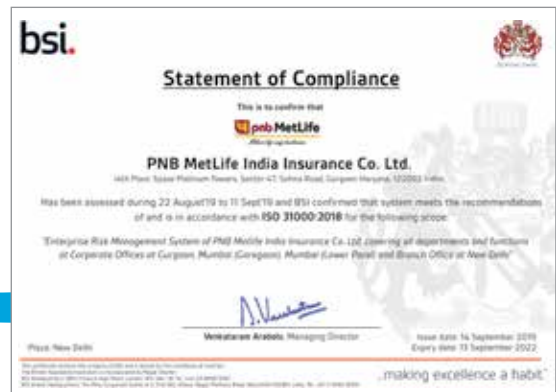 bsi.
Statement of Compliance
This is to confirm that
pnb MetLife
PNB MetLife India Insurance Co. Ltd.
Has been assessed during 22 August'19 to 11 Sept'19 and BSI confirmed that system meets the recommendations
of and is in accordance with ISO 31000:2018 for the following scope
"Enterprise Risk Management System of PNB Metlife India Insurance Co. Ltd covering all departments and functions
at Corporate Offices at Gurgaon, Mumbai (Goregaon), Mumbai (Lower Parel) and Branch Office at New Delhi"
Venkataram Arabolu, Managing Director
Place: New Delhi
Issue date: 14 September 2019
Expiry date: 13 September 2022
...making excellence a habit.